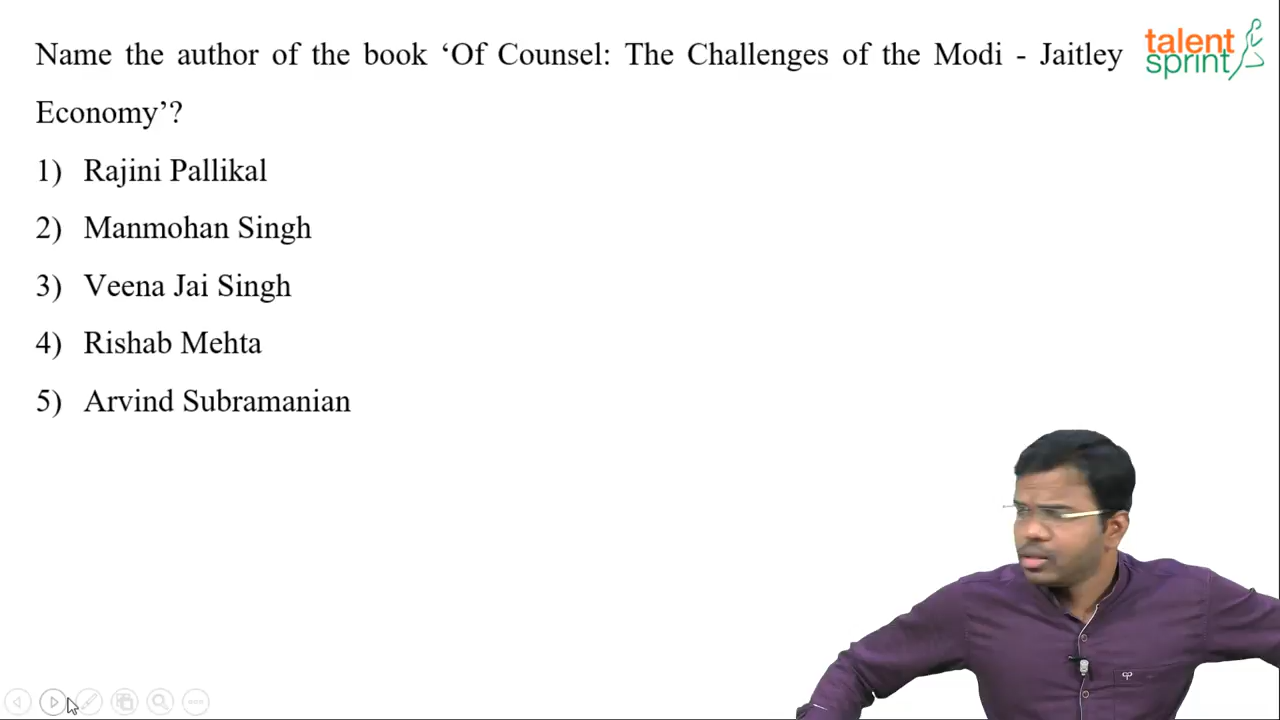 Name the author of the book ‘Of Counsel: The Challenges of the Modi - Jaitley
Economy’?
1) Rajini Pallikal
2) Manmohan Singh
3) Veena Jai Singh
4) Rishab Mehta
5) Arvind Subramanian
talent
sprint